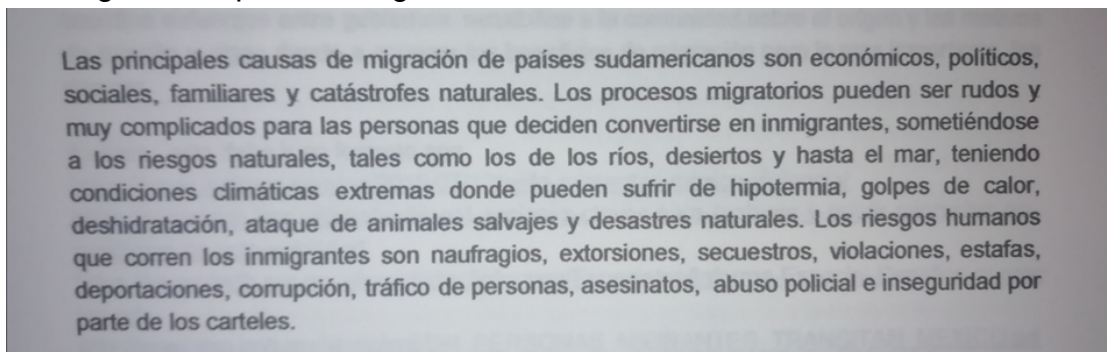 Las principales causas de migración de países sudamericanos son económicos, políticos,
sociales, familiares y catástrofes naturales. Los procesos migratorios pueden ser rudos y
muy complicados para las personas que deciden convertirse en inmigrantes, sometiéndose
a los riesgos naturales, tales como los de los ríos, desiertos y hasta el mar, teniendo
condiciones climáticas extremas donde pueden sufrir de hipotermia, golpes de calor,
deshidratación, ataque de animales salvajes y desastres naturales. Los riesgos humanos
que corren los inmigrantes son naufragios, extorsiones, secuestros, violaciones, estafas,
deportaciones, corrupción, tráfico de personas, asesinatos, abuso policial e inseguridad por
parte de los carteles.